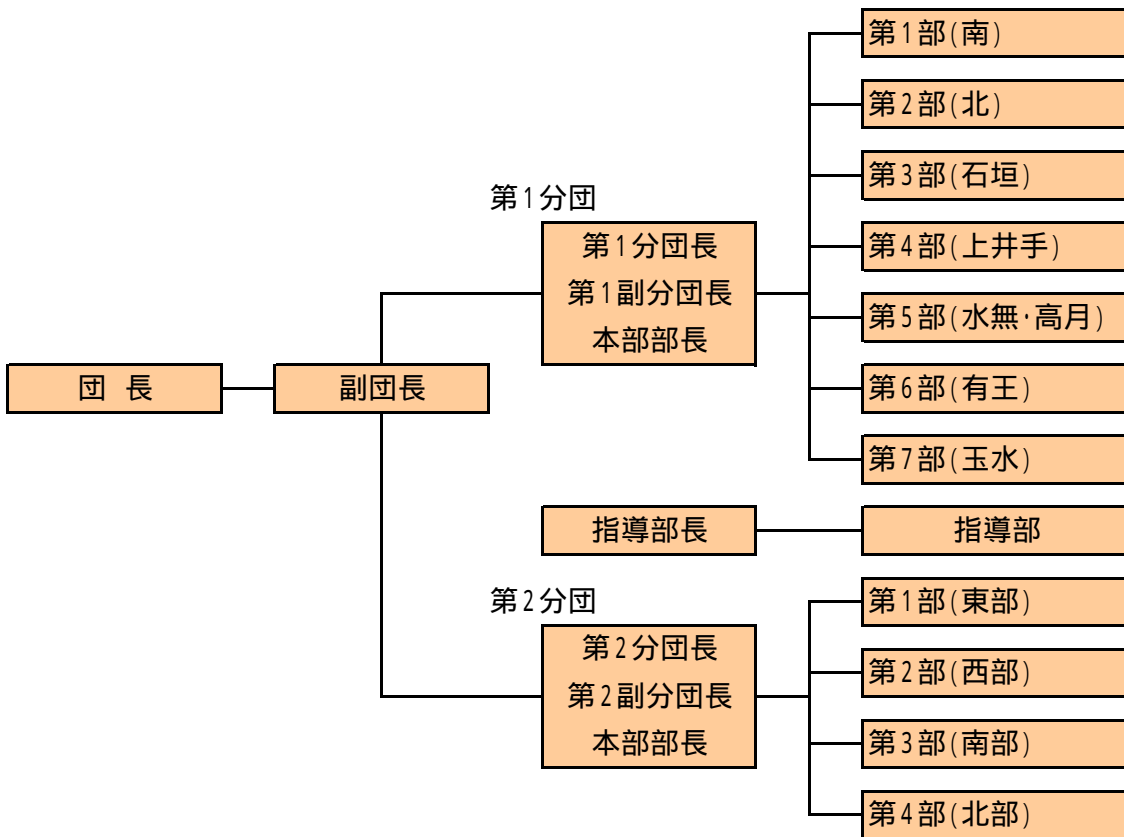 団 長
副団長
第1分団
第1分団長
第1副分団長
本部部長
第1部(南)
第2部(北)
第3部(石垣)
第4部(上井手)
第5部(水無・高月)
第6部(有王)
第7部(玉水)
指導部長
指導部
第2分団
第2分団長
第2副分団長
本部部長
第1部(東部)
第2部(西部)
第3部(南部)
第4部(北部)